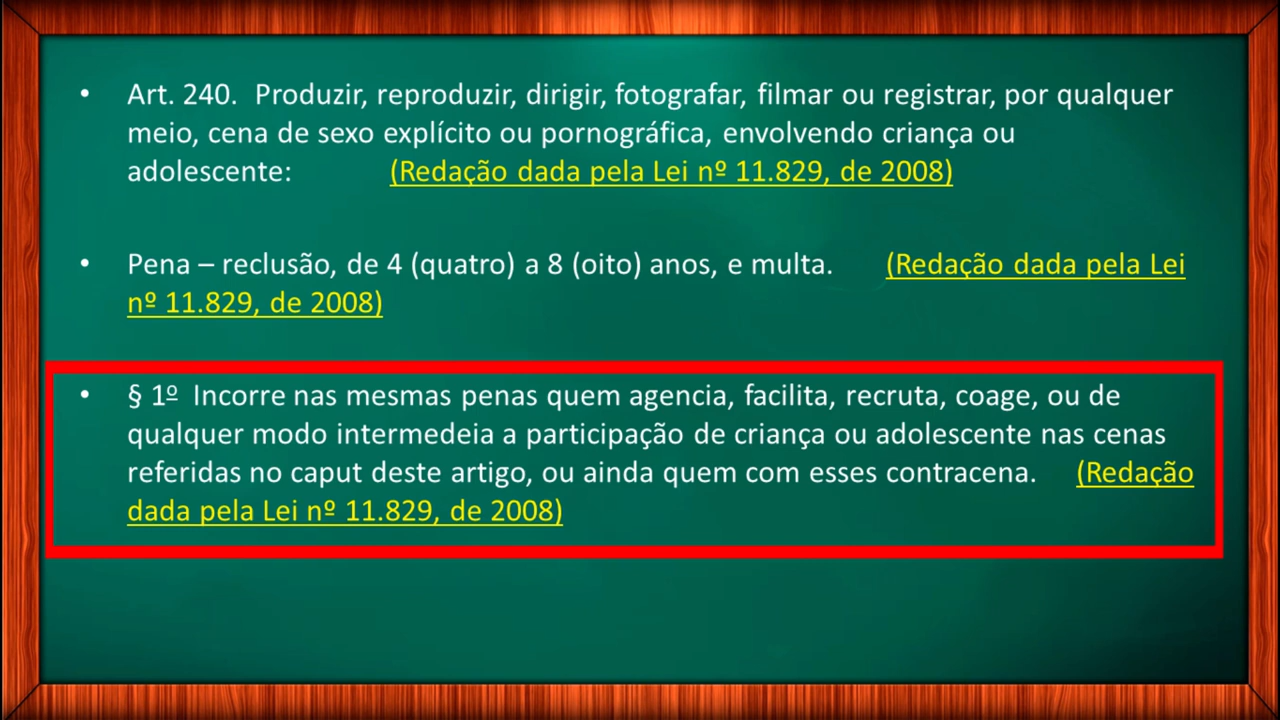 • Art. 240.  Produzir, reproduzir, dirigir, fotografar, filmar ou registrar, por qualquer
meio, cena de sexo explícito ou pornográfica, envolvendo criança ou
adolescente: (Redação dada pela Lei nº 11.829, de 2008)
• Pena – reclusão, de 4 (quatro) a 8 (oito) anos, e multa. (Redação dada pela Lei
nº 11.829, de 2008)
• § 1º  Incorre nas mesmas penas quem agencia, facilita, recruta, coage, ou de
qualquer modo intermedeia a participação de criança ou adolescente nas cenas
referidas no caput deste artigo, ou ainda quem com esses contracena. (Redação
dada pela Lei nº 11.829, de 2008)